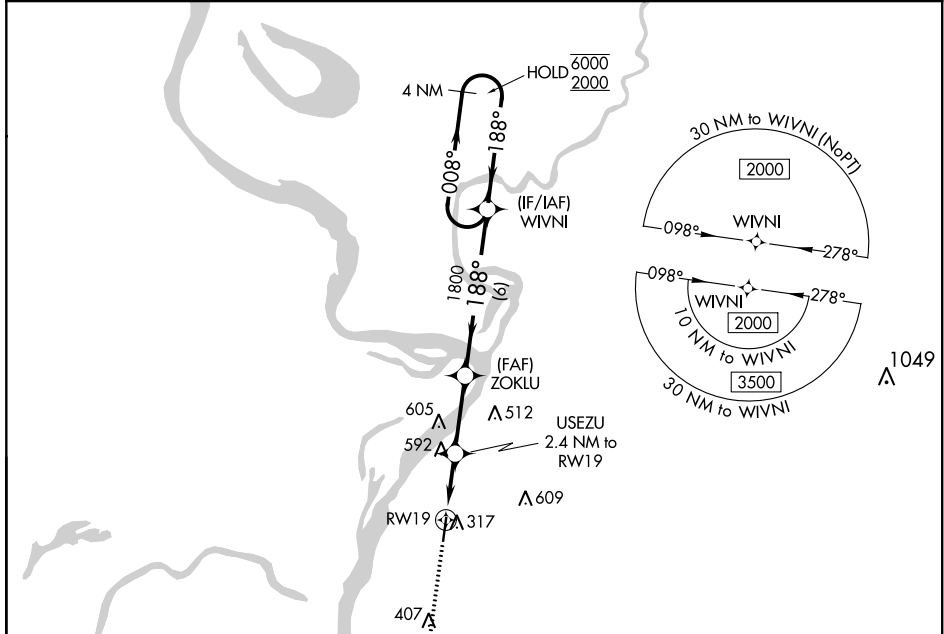 HOLD 6000
2000
4 NM
188°
008°
(IF/IAF)
WIVNI
1800
188°
(6)
(FAF)
ZOKLU
605
512
592
USEZU
2.4 NM to
RW19
609
RW19
317
407
30 NM to WIVNI (NoPT)
2000
WIVNI
098°
278°
098°
278°
WIVNI
2000
10 NM to WIVNI
3500
30 NM to WIVNI
1049